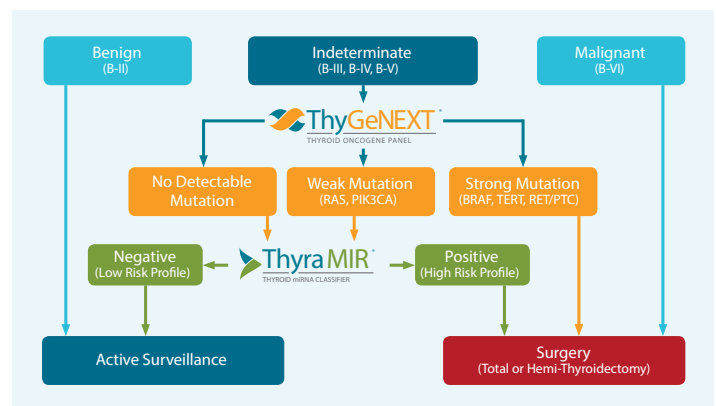 Benign
(B-II)
Indeterminate
(B-III, B-IV, B-V)
Malignant
(B-VI)
ThyGeNEXT®
THYROID ONCOGENE PANEL
No Detectable
Mutation
Weak Mutation
(RAS, PIK3CA)
Strong Mutation
(BRAF, TERT, RET/PTC)
Negative
(Low Risk Profile)
ThyraMIR®
THYROID miRNA CLASSIFIER
Positive
(High Risk Profile)
Active Surveillance
Surgery
(Total or Hemi-Thyroidectomy)